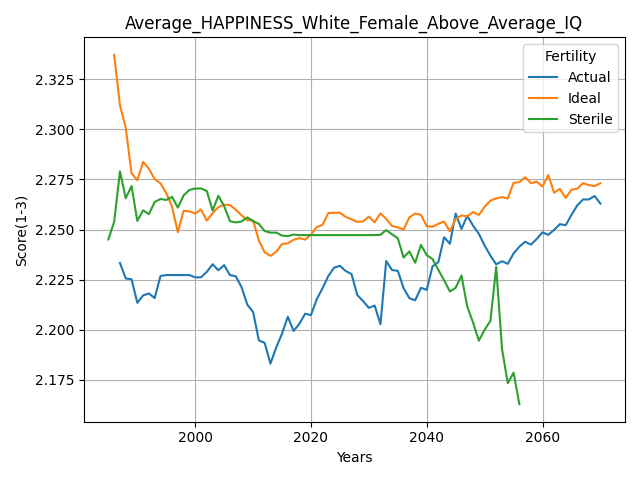 Average_HAPPINESS_White_Female_Above_Average_IQ
Fertility
Actual
Ideal
Sterile
Score(1-3)
2.325
2.300
2.275
2.250
2.225
2.200
2.175
2000
2020
2040
2060
Years